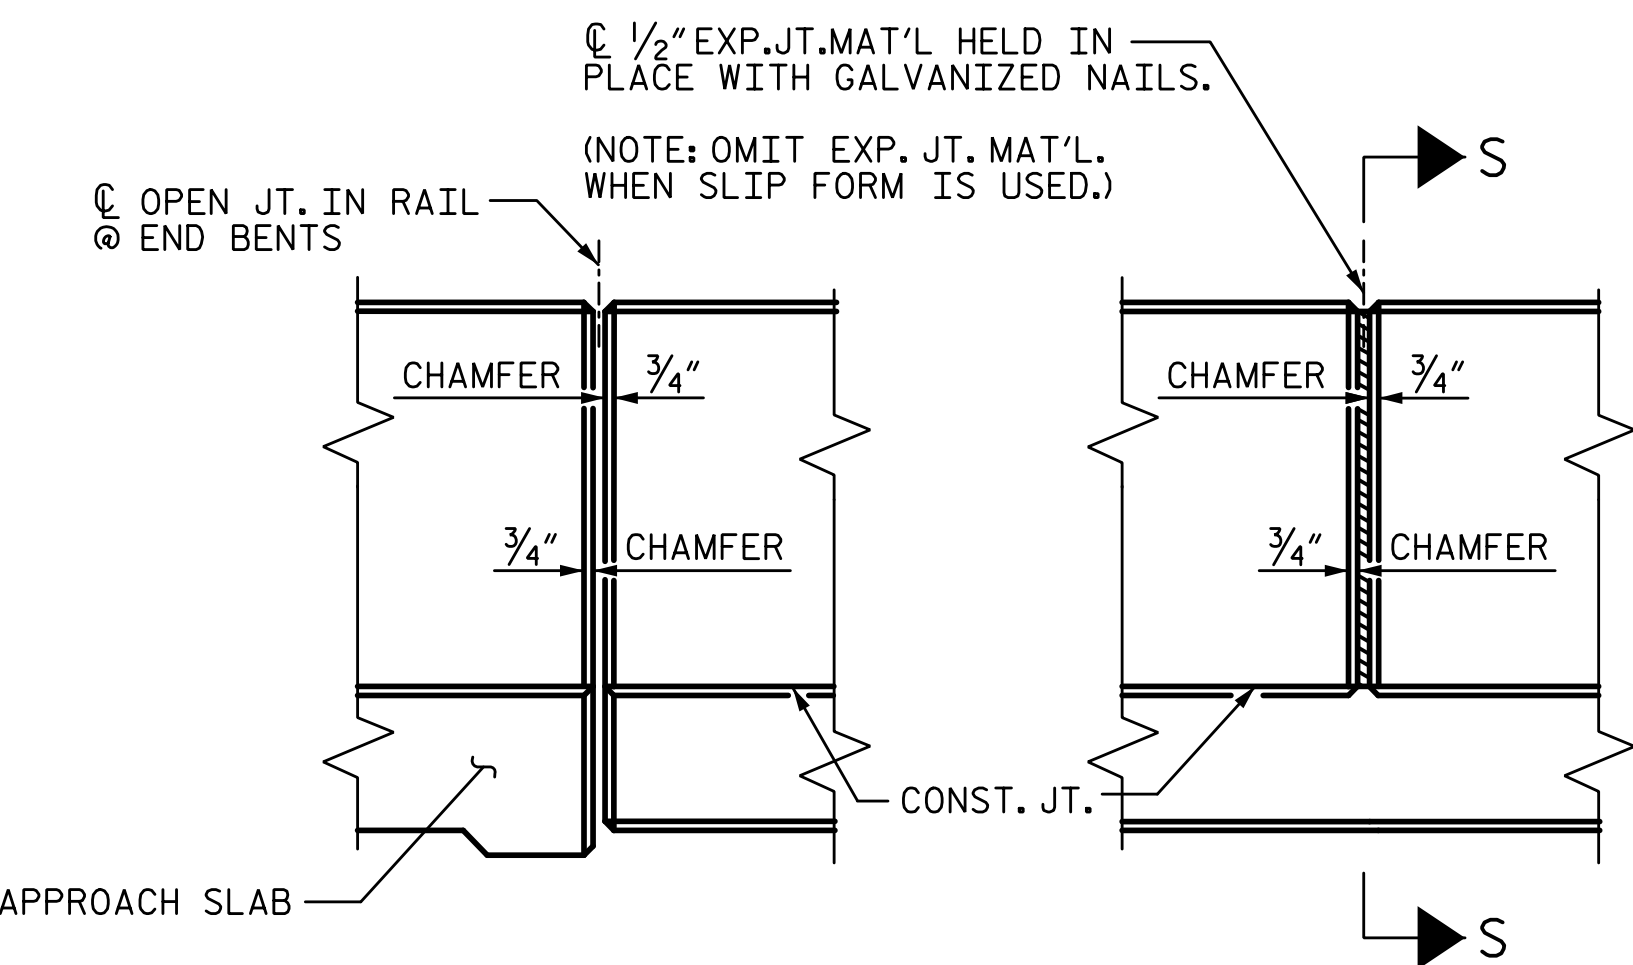 ℄ 1/2" EXP.JT.MAT'L HELD IN
PLACE WITH GALVANIZED NAILS.
(NOTE: OMIT EXP. JT. MAT'L.
WHEN SLIP FORM IS USED.)
S
℄ OPEN JT. IN RAIL
@ END BENTS
CHAMFER 3/4"
3/4" CHAMFER
CHAMFER 3/4"
3/4" CHAMFER
CONST. JT.
APPROACH SLAB
S